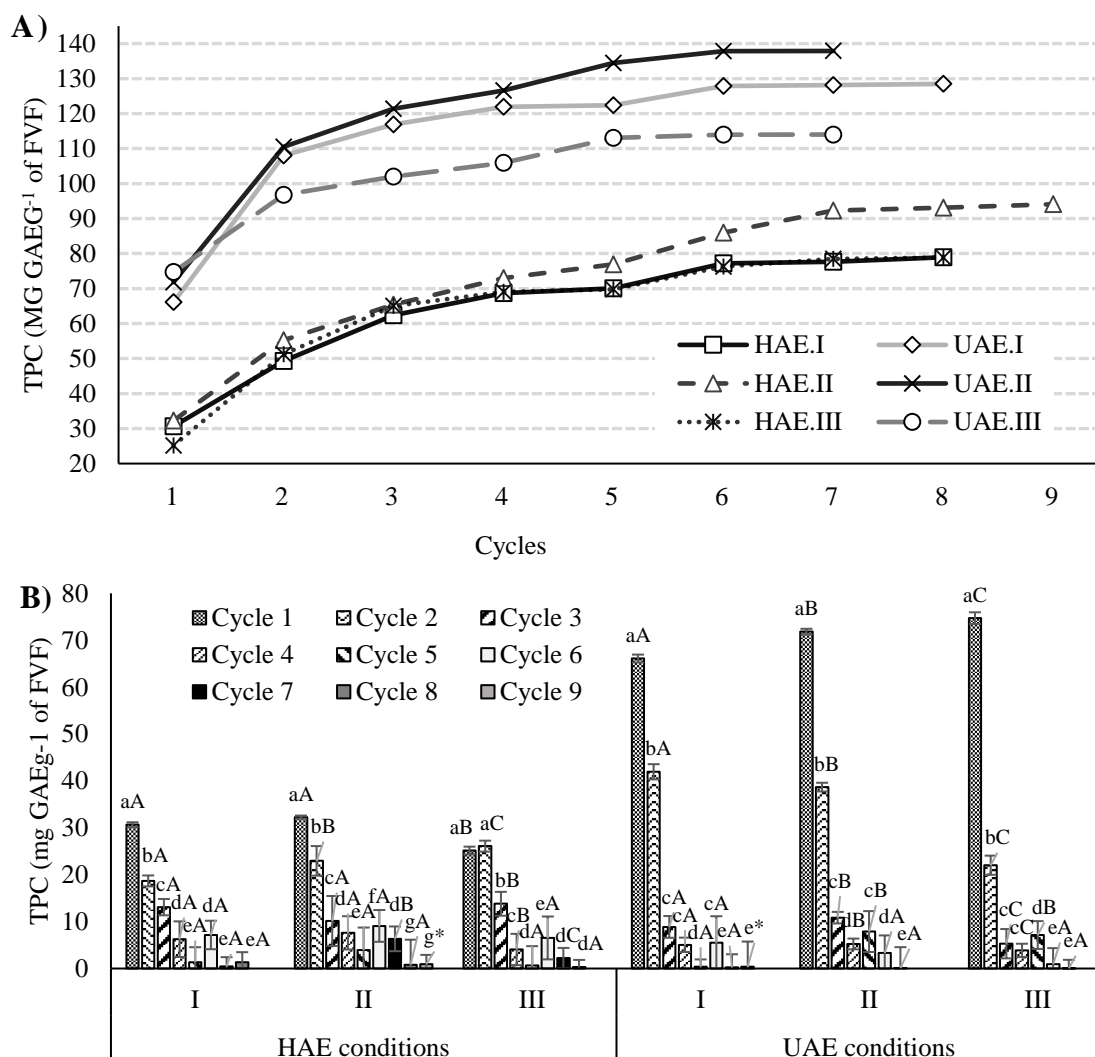 A)
TPC (MG GAEG-1 of FVF)
140
130
120
110
100
90
80
70
60
50
40
30
20
HAE.I UAE.I
HAE.II UAE.II
HAE.III UAE.III
1 2 3 4 5 6 7 8 9
Cycles
B)
TPC (mg GAEg-1 of FVF)
80
70
60
50
40
30
20
10
0
Cycle 1 Cycle 2 Cycle 3
Cycle 4 Cycle 5 Cycle 6
Cycle 7 Cycle 8 Cycle 9
aA bA cA dA eA dA eA eA
aA bB cA dA eA fA dB gA g*
aB aC bB cB dA eA dC dA
aA bA cA cA dA cA eA e*
aB bB cB dB cB dA eA
aC bC cC cC dB eA eA
I II III I II III
HAE conditions UAE conditions